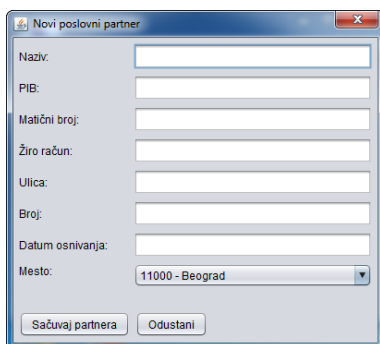 Novi poslovni partner
Naziv:
PIB:
Matični broj:
Žiro račun:
Ulica:
Broj:
Datum osnivanja:
Mesto: 11000 - Beograd
Sačuvaj partnera Odustani